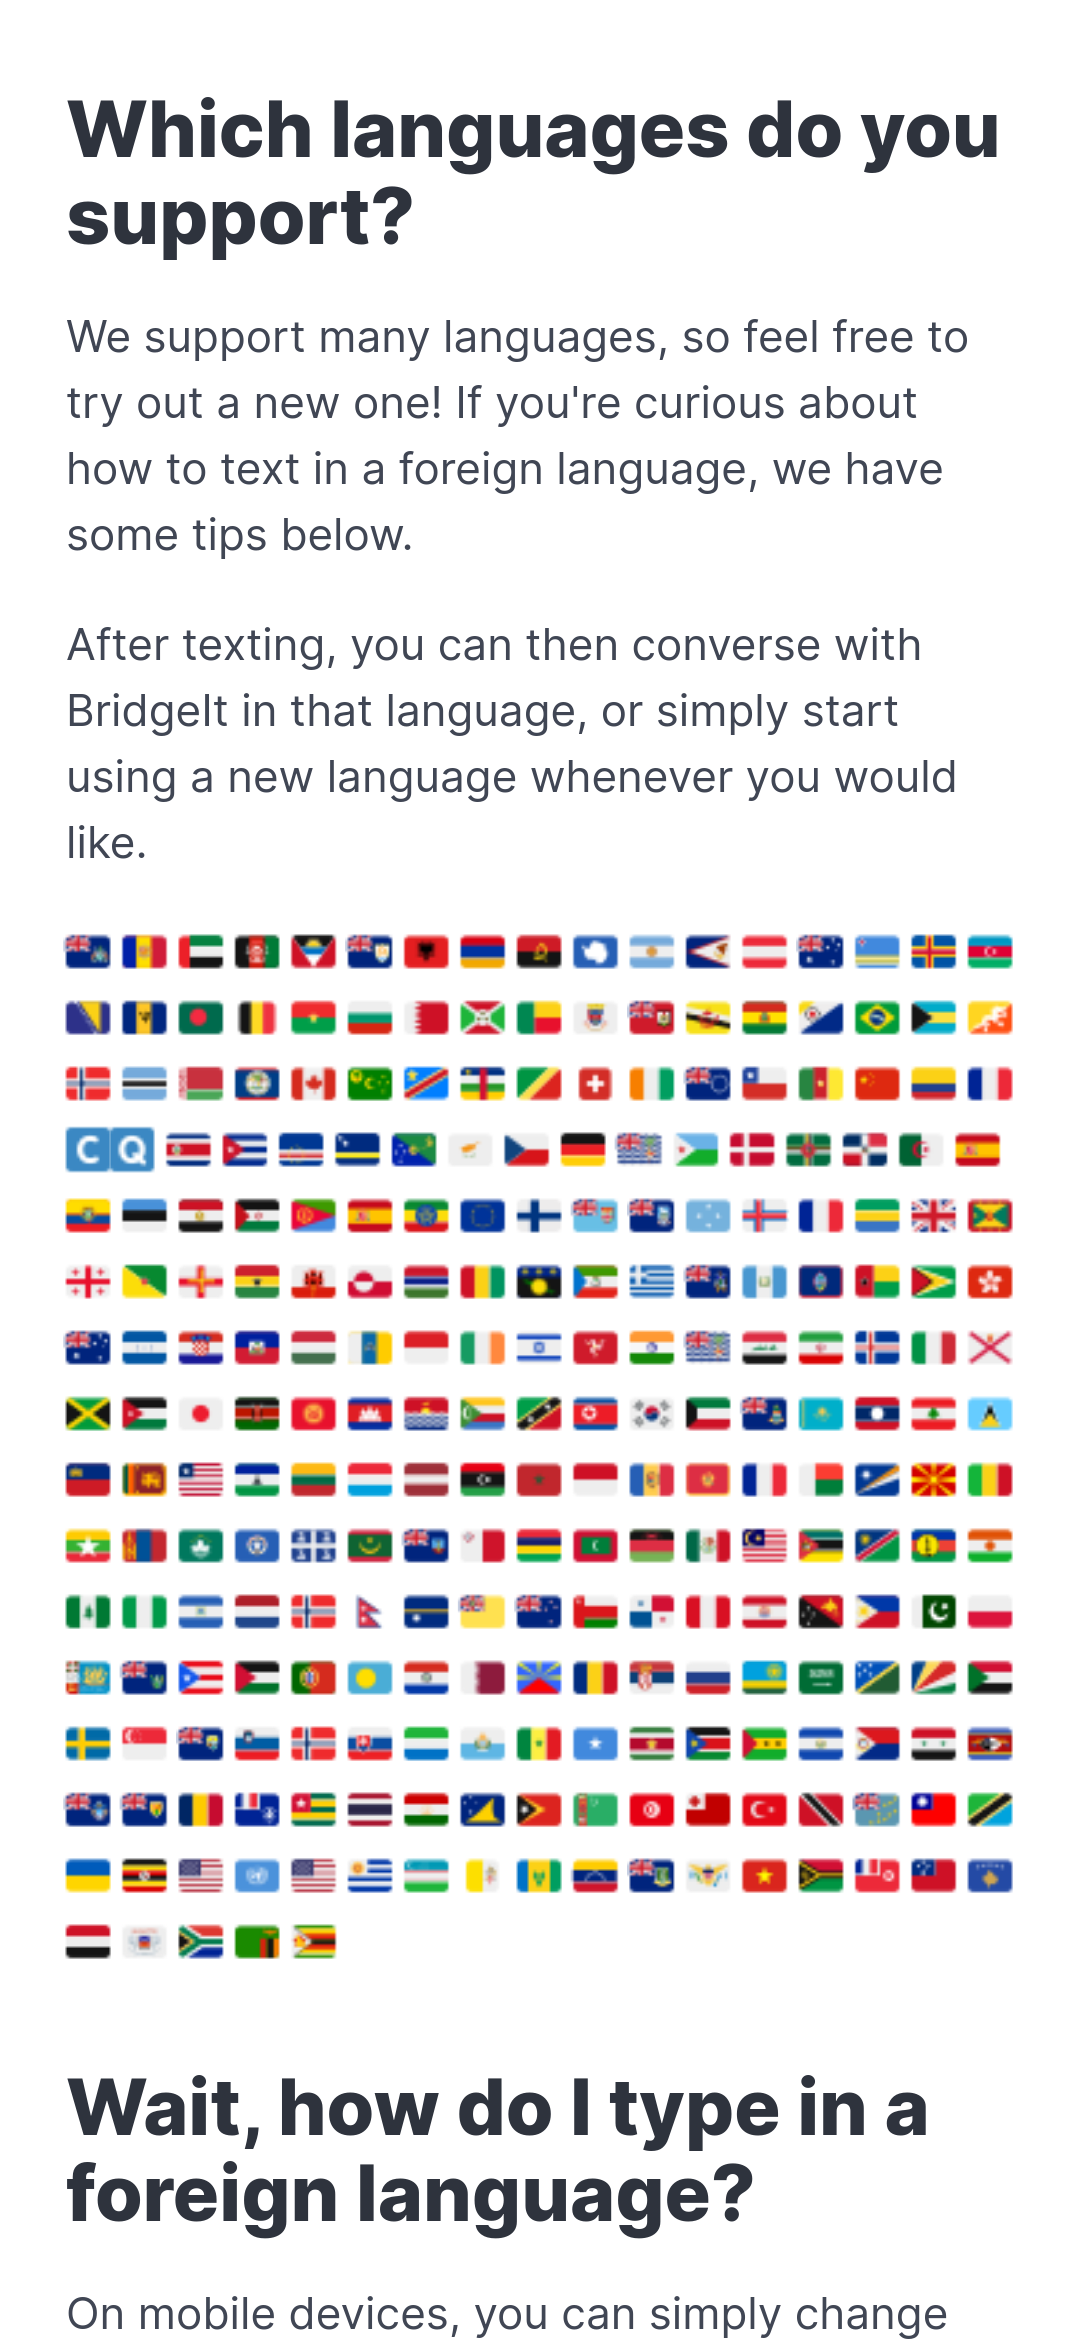 Which languages do you
support?
We support many languages, so feel free to
try out a new one! If you're curious about
how to text in a foreign language, we have
some tips below.
After texting, you can then converse with
BridgeIt in that language, or simply start
using a new language whenever you would
like.
CQ
Wait, how do I type in a
foreign language?
On mobile devices, you can simply change